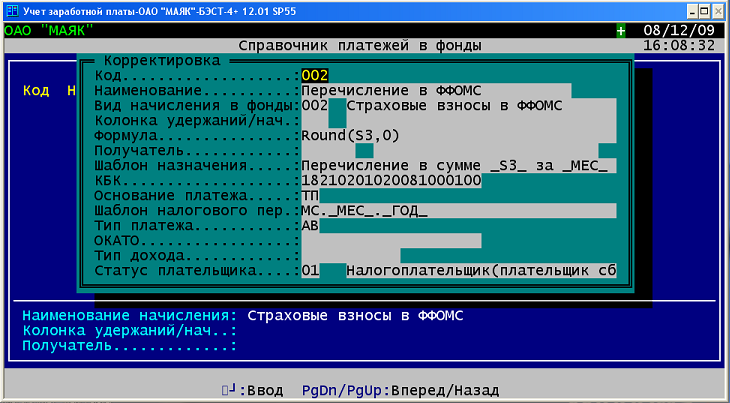 Учет заработной платы-ОАО "МАЯК"-БЭСТ-4+ 12.01 SP55
ОАО "МАЯК" + 08/12/09
Справочник платежей в фонды 16:08:32
Корректировка
Код...................:002
Наименование..........:Перечисление в ФФОМС
Вид начисления в фонды:002 Страховые взносы в ФФОМС
Колонка удержаний/нач.:
Формула...............:Round(S3,0)
Получатель............:
Шаблон назначения.....:Перечисление в сумме _S3_ за _МЕС_
КБК...................:18210201020081000100
Основание платежа.....:ТП
Шаблон налогового пер.:МС._МЕС_._ГОД_
Тип платежа...........:АВ
ОКАТО.................:
Тип дохода............:
Статус плательщика....:01 Налогоплательщик(плательщик сб
Код Н
Наименование начисления: Страховые взносы в ФФОМС
Колонка удержаний/нач..:
Получатель.............:
:Ввод PgDn/PgUp:Вперед/Назад